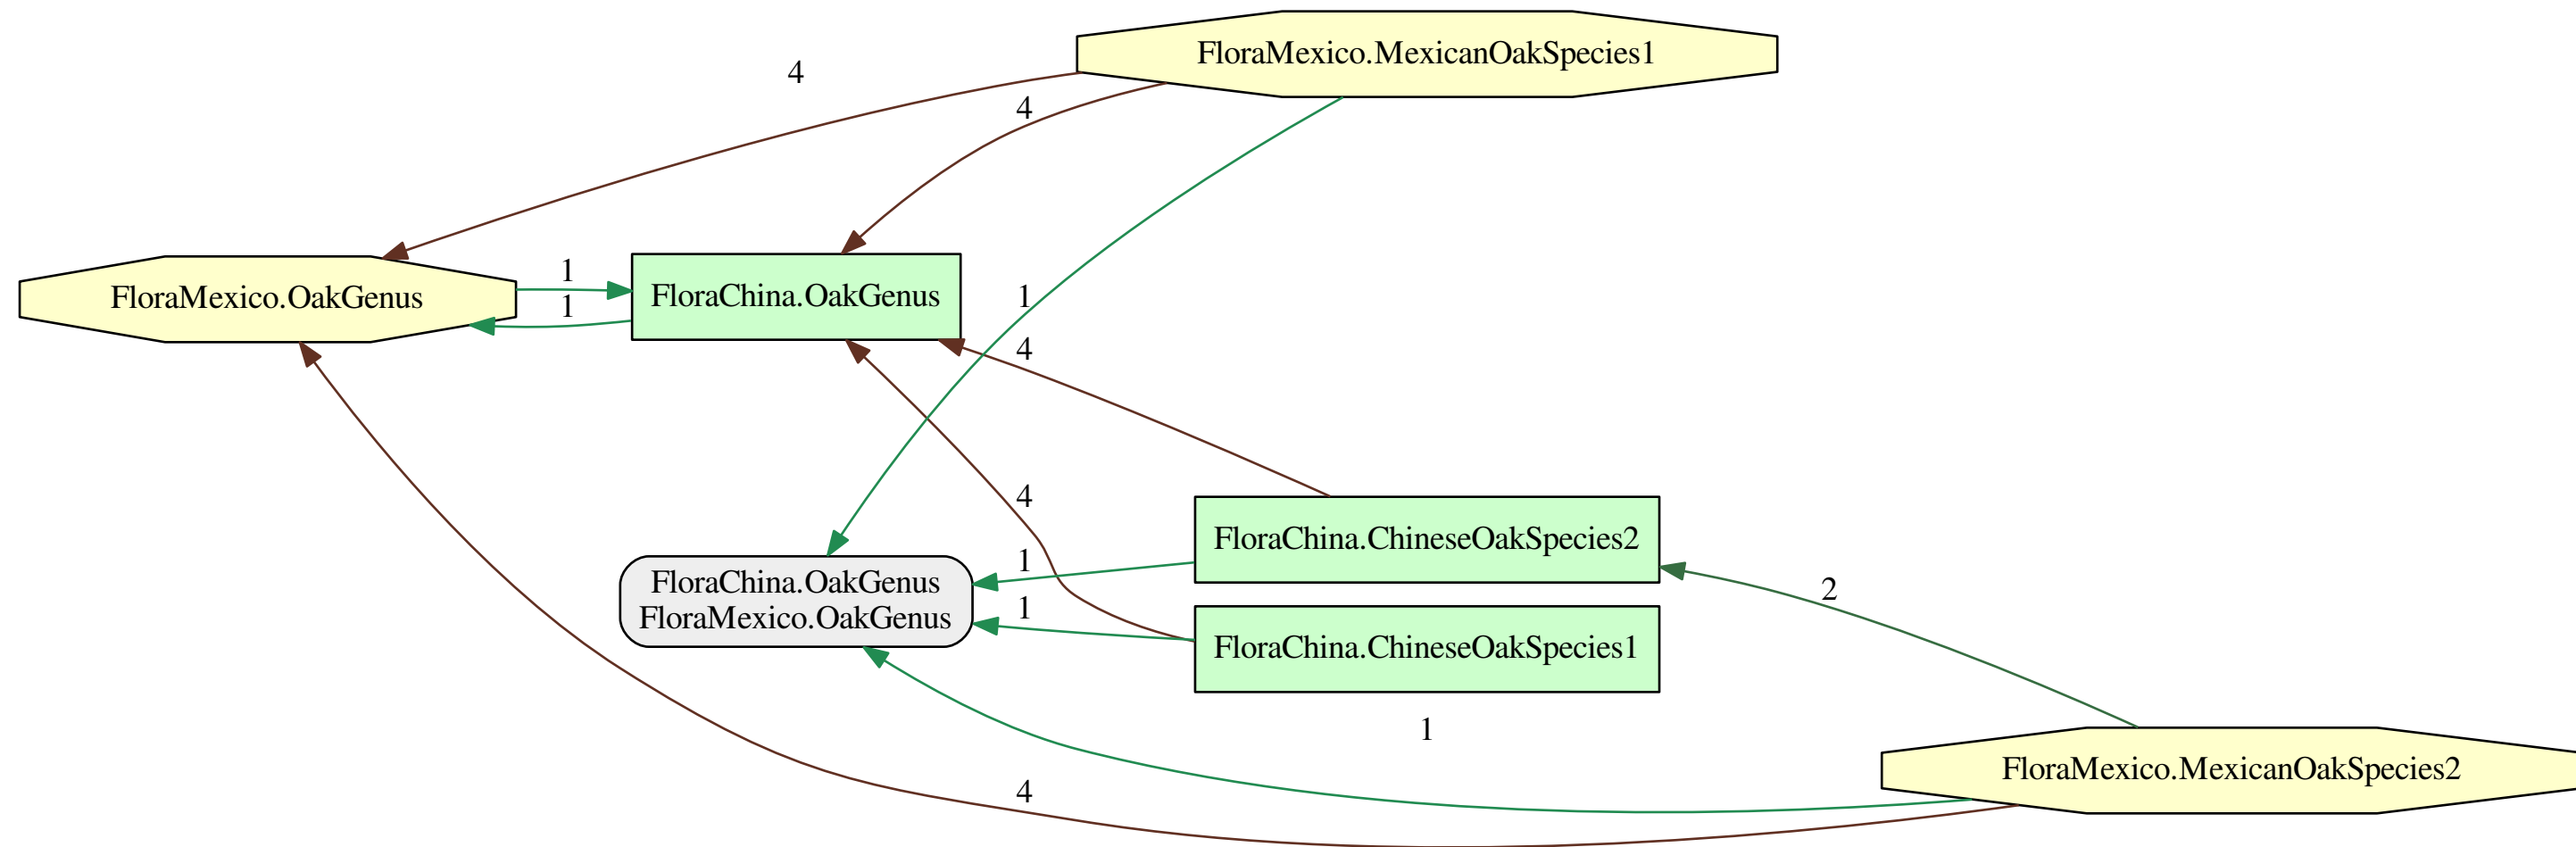 FloraMexico.MexicanOakSpecies1
4
4
1
FloraMexico.OakGenus
1
FloraChina.OakGenus
1
1
4
4
FloraChina.ChineseOakSpecies2
1
FloraChina.OakGenus
FloraMexico.OakGenus
2
1
FloraChina.ChineseOakSpecies1
1
FloraMexico.MexicanOakSpecies2
4